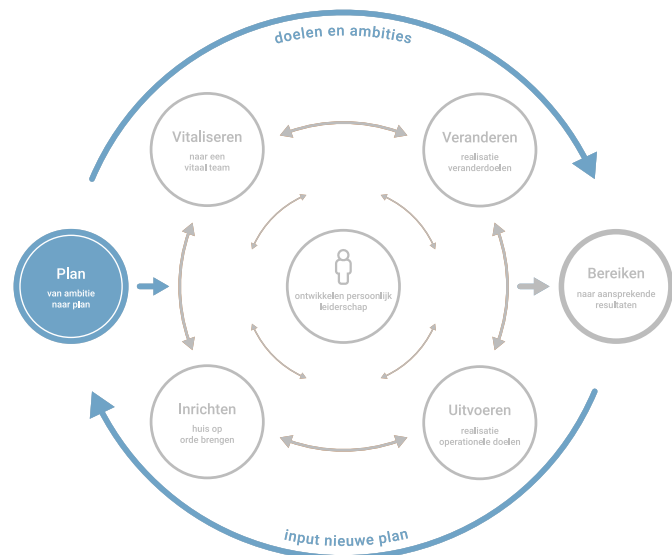 doelen en ambities
Vitaliseren
naar een
vitaal team
Veranderen
realisatie
veranderdoelen
Plan
van ambitie
naar plan
ontwikkelen persoonlijk
leiderschap
Bereiken
naar aansprekende
resultaten
Inrichten
huis op
orde brengen
Uitvoeren
realisatie
operationele doelen
input nieuwe plan